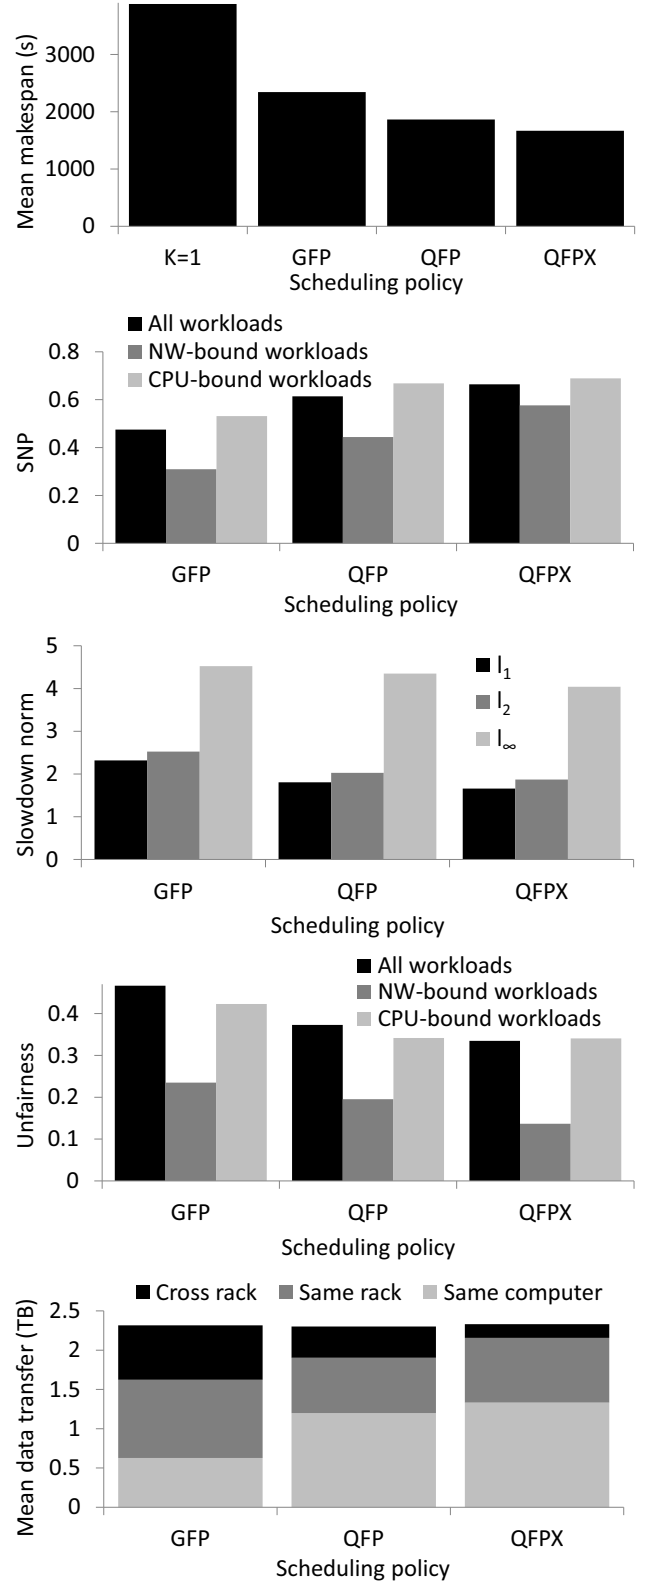 Mean makespan (s)
3000
2000
1000
0
K=1 GFP QFP QFPX
Scheduling policy
All workloads
NW-bound workloads
CPU-bound workloads
SNP
0.8
0.6
0.4
0.2
0
GFP QFP QFPX
Scheduling policy
Slowdown norm
5
4
3
2
1
0
l1
l2
l∞
GFP QFP QFPX
Scheduling policy
All workloads
NW-bound workloads
CPU-bound workloads
Unfairness
0.4
0.3
0.2
0.1
0
GFP QFP QFPX
Scheduling policy
Cross rack Same rack Same computer
Mean data transfer (TB)
2.5
2
1.5
1
0.5
0
GFP QFP QFPX
Scheduling policy